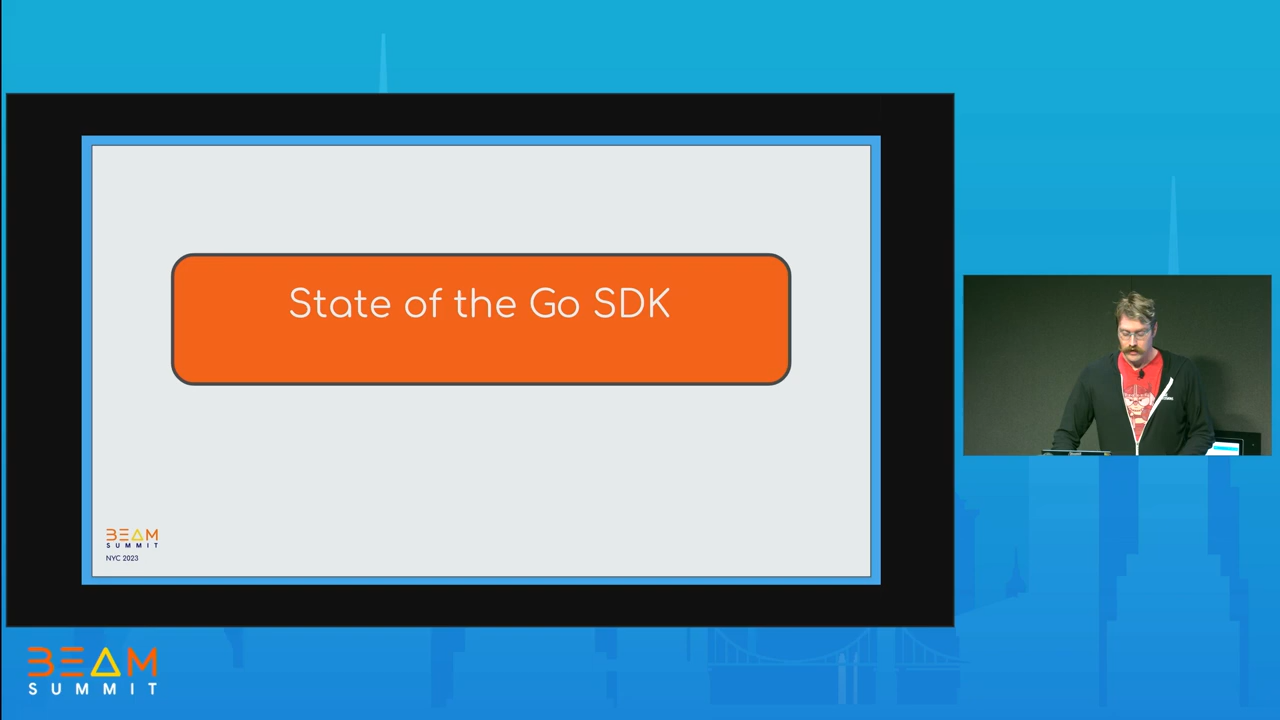 State of the Go SDK
BEAM
SUMMIT
NYC 2023
BEAM
SUMMIT